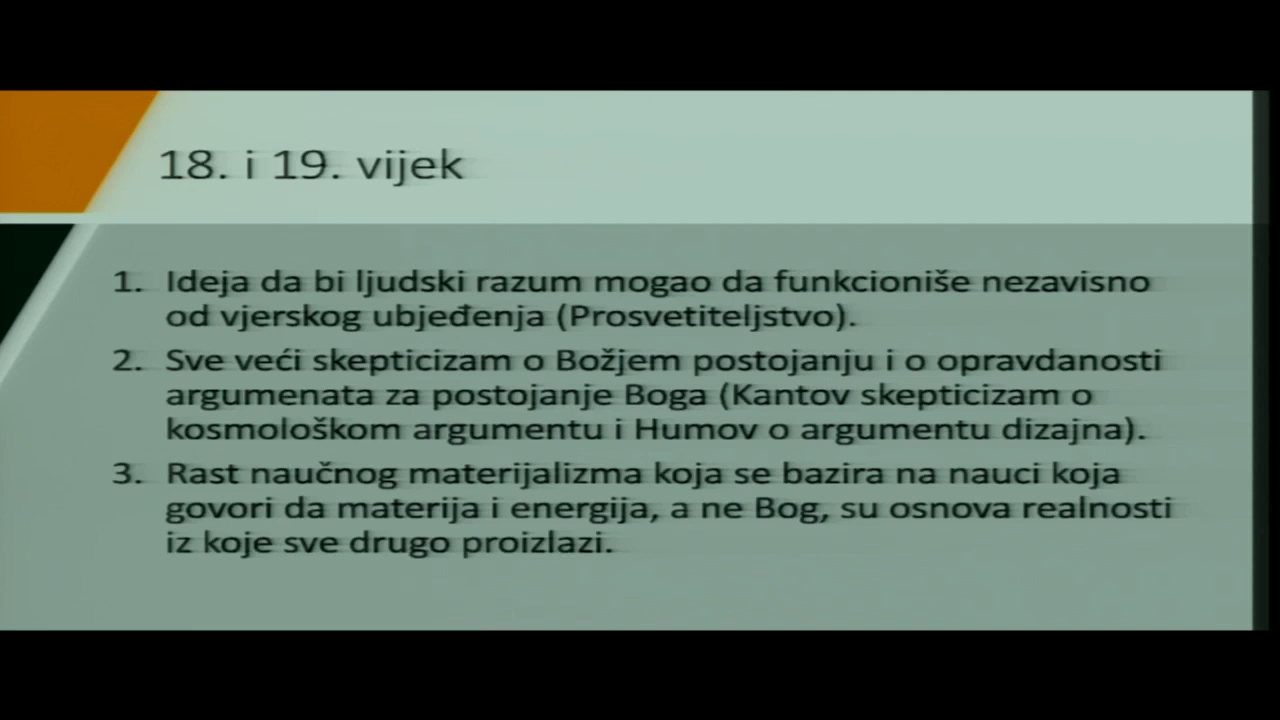 18. i 19. vijek
1. Ideja da bi ljudski razum mogao da funkcioniše nezavisno
od vjerskog ubjeđenja (Prosvetiteljstvo).
2. Sve veći skepticizam o Božjem postojanju i o opravdanosti
argumenata za postojanje Boga (Kantov skepticizam o
kosmološkom argumentu i Humov o argumentu dizajna).
3. Rast naučnog materijalizma koja se bazira na nauci koja
govori da materija i energija, a ne Bog, su osnova realnosti
iz koje sve drugo proizlazi.